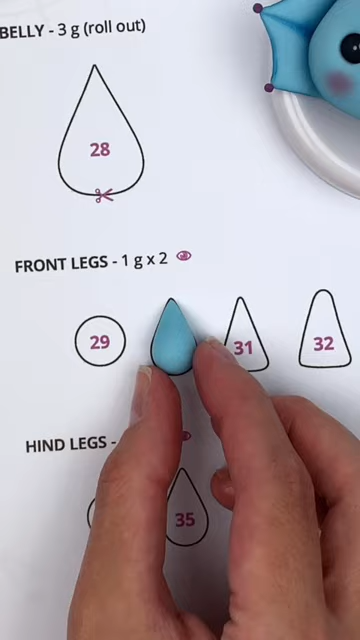 BELLY - 3 g (roll out)
28
FRONT LEGS - 1 g x 2
29
31
32
HIND LEGS -
35